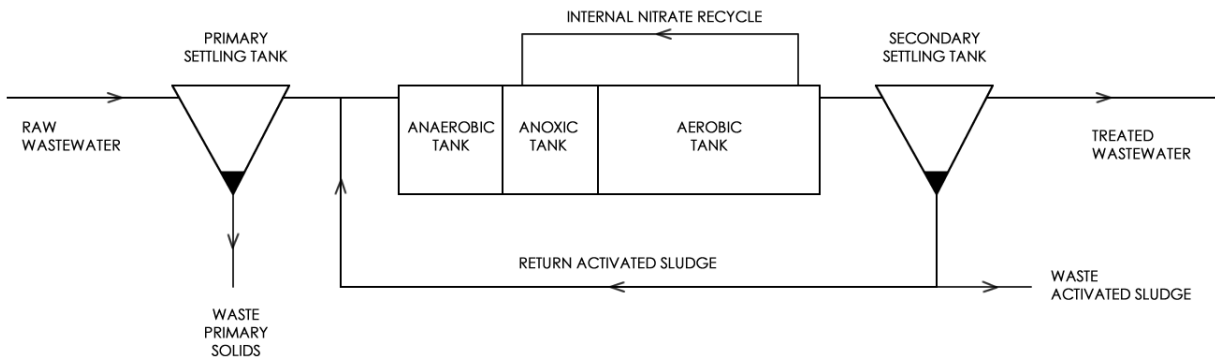 INTERNAL NITRATE RECYCLE
PRIMARY
SETTLING TANK
SECONDARY
SETTLING TANK
RAW
WASTEWATER
ANAEROBIC
TANK
ANOXIC
TANK
AEROBIC
TANK
TREATED
WASTEWATER
RETURN ACTIVATED SLUDGE
WASTE
ACTIVATED SLUDGE
WASTE
PRIMARY
SOLIDS